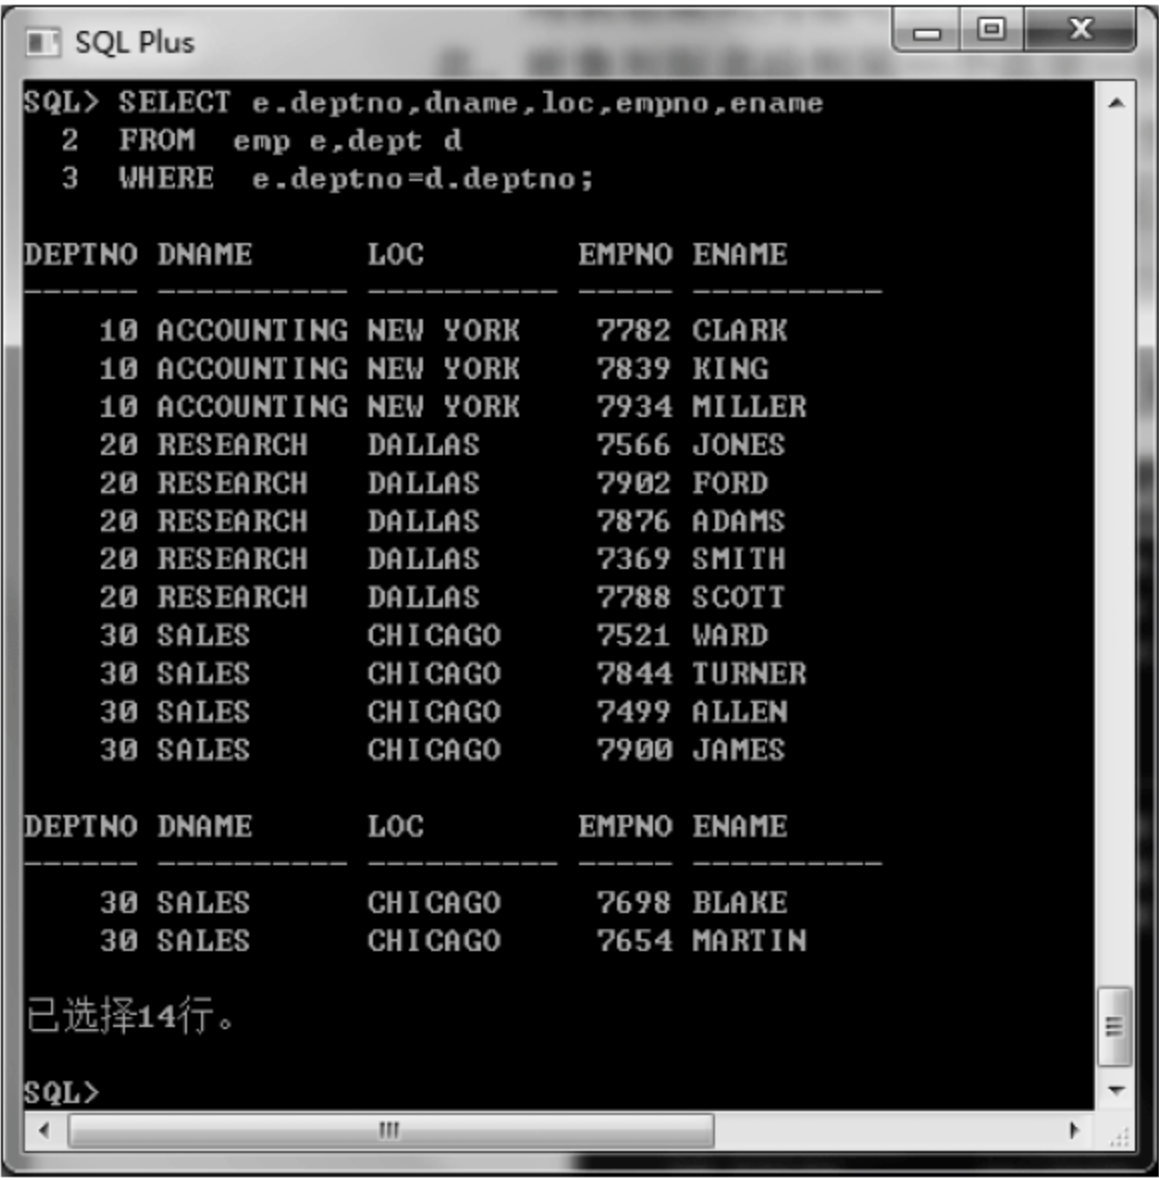 SQL Plus
SQL> SELECT e.deptno,dname,loc,empno,ename
  2  FROM  emp e,dept d
  3  WHERE  e.deptno=d.deptno;
DEPTNO DNAME      LOC        EMPNO ENAME
------ ---------- ---------- ----- ----------
    10 ACCOUNTING NEW YORK    7782 CLARK
    10 ACCOUNTING NEW YORK    7839 KING
    10 ACCOUNTING NEW YORK    7934 MILLER
    20 RESEARCH   DALLAS      7566 JONES
    20 RESEARCH   DALLAS      7902 FORD
    20 RESEARCH   DALLAS      7876 ADAMS
    20 RESEARCH   DALLAS      7369 SMITH
    20 RESEARCH   DALLAS      7788 SCOTT
    30 SALES      CHICAGO     7521 WARD
    30 SALES      CHICAGO     7844 TURNER
    30 SALES      CHICAGO     7499 ALLEN
    30 SALES      CHICAGO     7900 JAMES
DEPTNO DNAME      LOC        EMPNO ENAME
------ ---------- ---------- ----- ----------
    30 SALES      CHICAGO     7698 BLAKE
    30 SALES      CHICAGO     7654 MARTIN
已选择14行。
SQL>